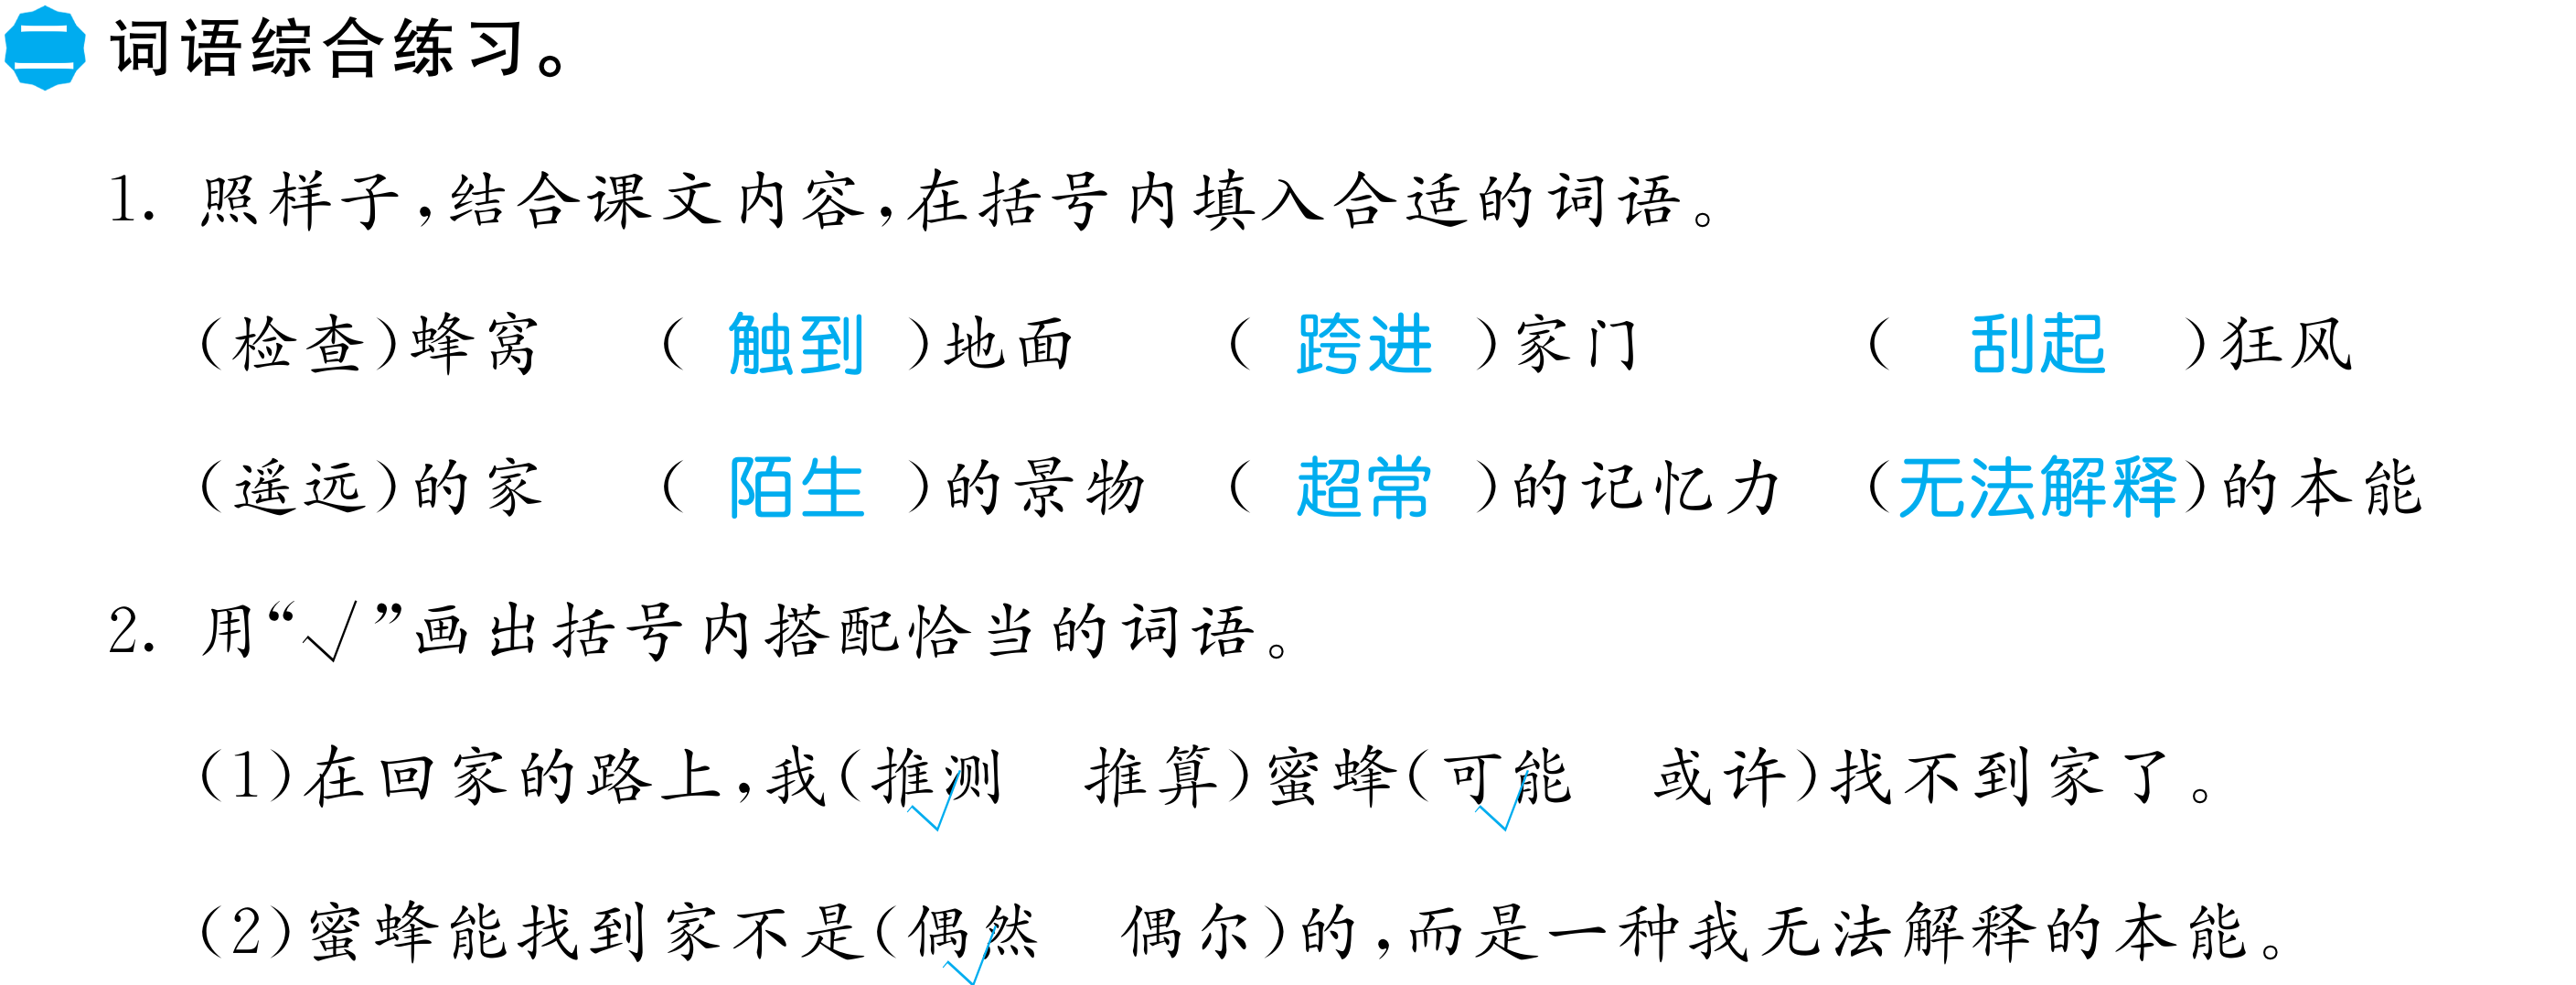 二 词语综合练习。
1. 照样子,结合课文内容,在括号内填入合适的词语。
(检查)蜂窝 ( 触到 )地面 ( 跨进 )家门 ( 刮起 )狂风
(遥远)的家 ( 陌生 )的景物 ( 超常 )的记忆力 (无法解释)的本能
2. 用“√”画出括号内搭配恰当的词语。
(1)在回家的路上,我(推测√ 推算)蜜蜂(可能√ 或许)找不到家了。
(2)蜜蜂能找到家不是(偶然√ 偶尔)的,而是一种我无法解释的本能。